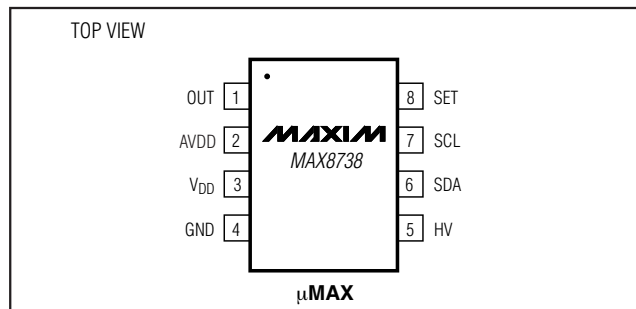 TOP VIEW
OUT 1 8 SET
MAXIM
AVDD 2 7 SCL
MAX8738
VDD 3 6 SDA
GND 4 5 HV
µMAX